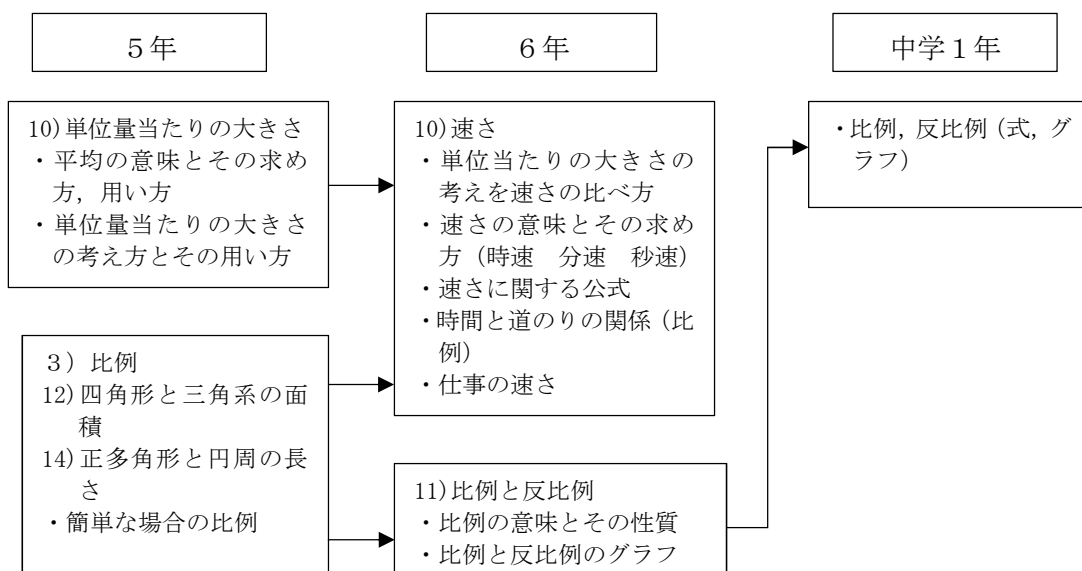 ５年
６年
中学１年
10)単位量当たりの大きさ
・平均の意味とその求め
方，用い方
・単位量当たりの大きさ
の考え方とその用い方
３）比例
12)四角形と三角系の面
積
14)正多角形と円周の長
さ
・簡単な場合の比例
10)速さ
・単位当たりの大きさの
考えを速さの比べ方
・速さの意味とその求め
方（時速　分速　秒速）
・速さに関する公式
・時間と道のりの関係（比
例）
・仕事の速さ
11)比例と反比例
・比例の意味とその性質
・比例と反比例のグラフ
・比例，反比例（式，グ
ラフ）